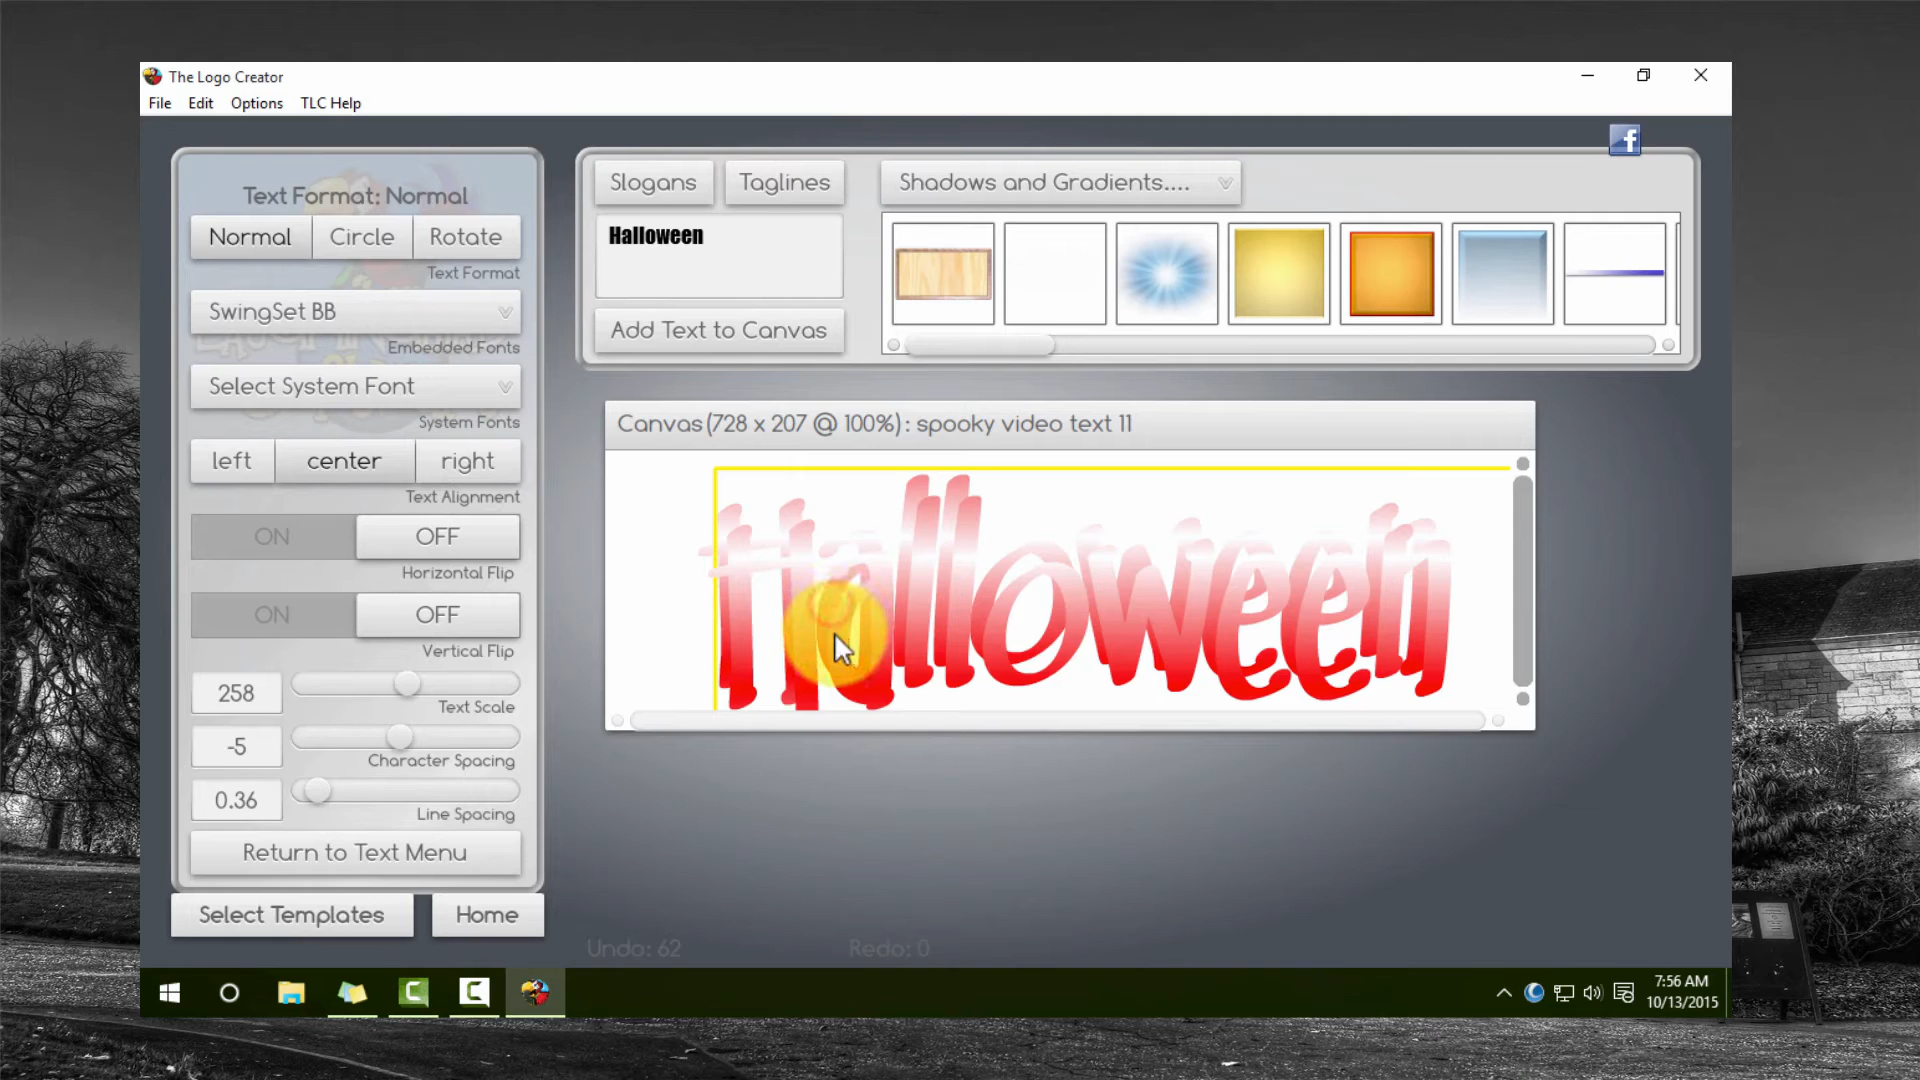 The Logo Creator
File Edit Options TLC Help
f
Text Format: Normal
Normal Circle Rotate
Text Format
SwingSet BB
Embedded Fonts
Select System Font
System Fonts
left center right
Text Alignment
ON OFF
Horizontal Flip
ON OFF
Vertical Flip
258
Text Scale
-5
Character Spacing
0.36
Line Spacing
Return to Text Menu
Select Templates Home
Slogans Taglines
Halloween
Add Text to Canvas
Shadows and Gradients....
Canvas(728 x 207 @ 100%) : spooky video text 11
Halloween
Undo: 62 Redo: 0
7:56 AM
10/13/2015